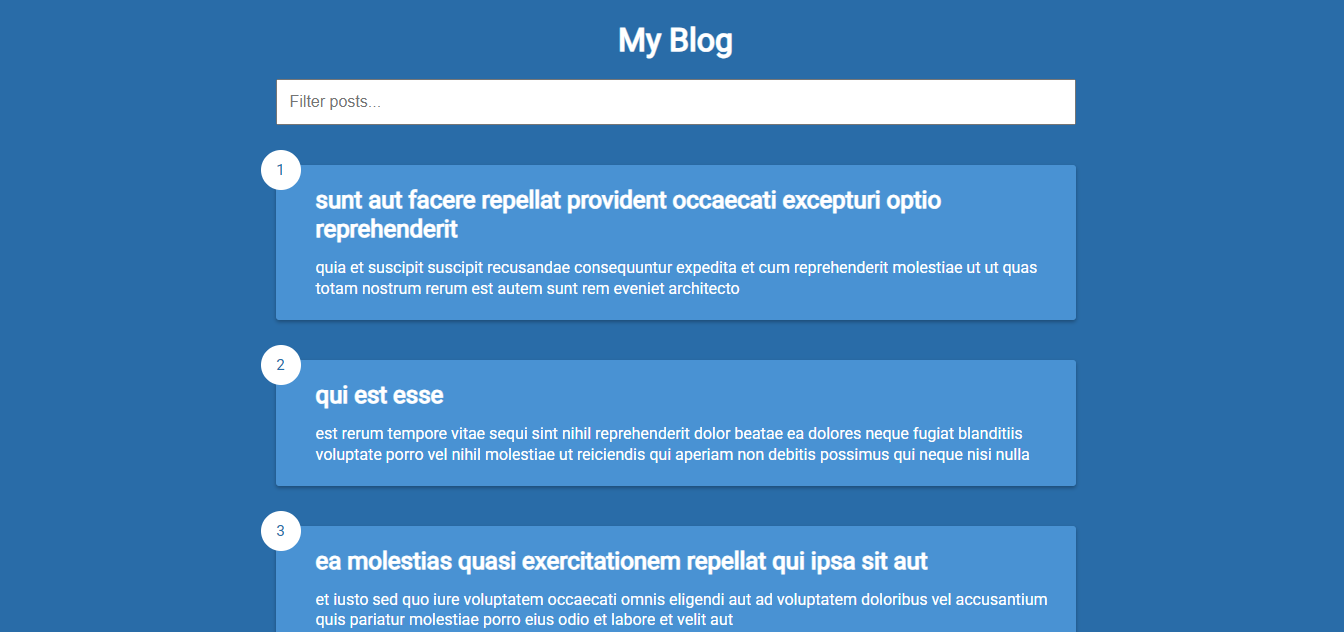 My Blog
Filter posts...
1
sunt aut facere repellat provident occaecati excepturi optio
reprehenderit
quia et suscipit suscipit recusandae consequuntur expedita et cum reprehenderit molestiae ut ut quas
totam nostrum rerum est autem sunt rem eveniet architecto
2
qui est esse
est rerum tempore vitae sequi sint nihil reprehenderit dolor beatae ea dolores neque fugiat blanditiis
voluptate porro vel nihil molestiae ut reiciendis qui aperiam non debitis possimus qui neque nisi nulla
3
ea molestias quasi exercitationem repellat qui ipsa sit aut
et iusto sed quo iure voluptatem occaecati omnis eligendi aut ad voluptatem doloribus vel accusantium
quis pariatur molestiae porro eius odio et labore et velit aut